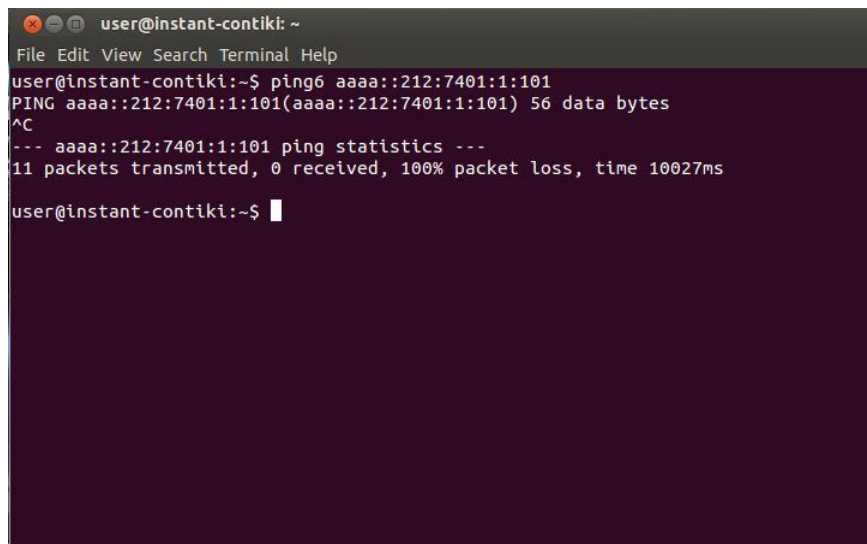 user@instant-contiki: ~
File Edit View Search Terminal Help
user@instant-contiki:~$ ping6 aaaa::212:7401:1:101
PING aaaa::212:7401:1:101(aaaa::212:7401:1:101) 56 data bytes
^C
--- aaaa::212:7401:1:101 ping statistics ---
11 packets transmitted, 0 received, 100% packet loss, time 10027ms
user@instant-contiki:~$